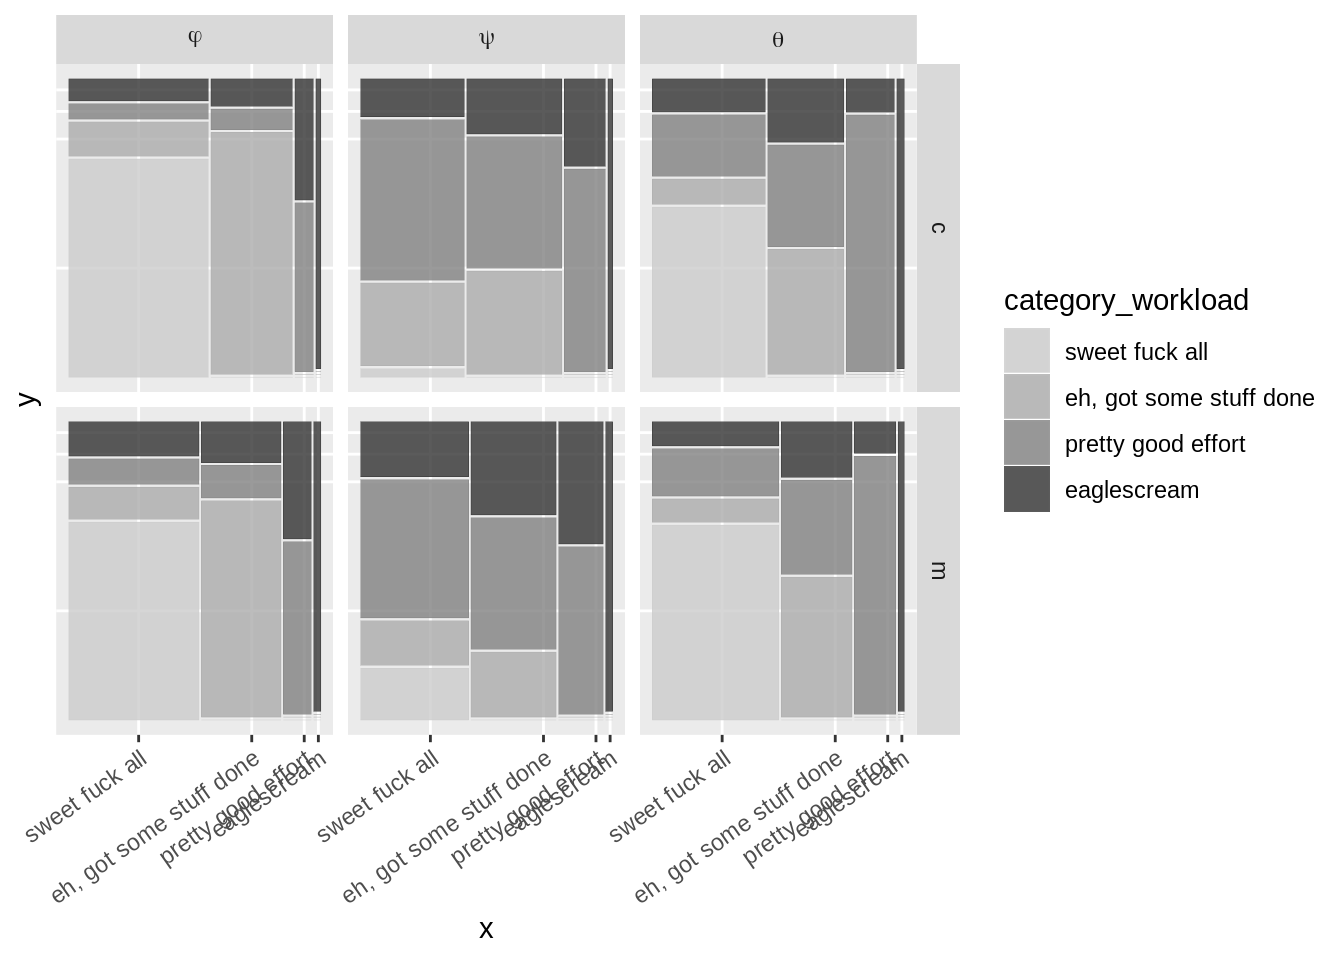 φ ψ θ
c
m
y
sweet fuck all
eh, got some stuff done
pretty good effort
eaglescream
sweet fuck all
eh, got some stuff done
pretty good effort
eaglescream
sweet fuck all
eh, got some stuff done
pretty good effort
eaglescream
x
category_workload
sweet fuck all
eh, got some stuff done
pretty good effort
eaglescream